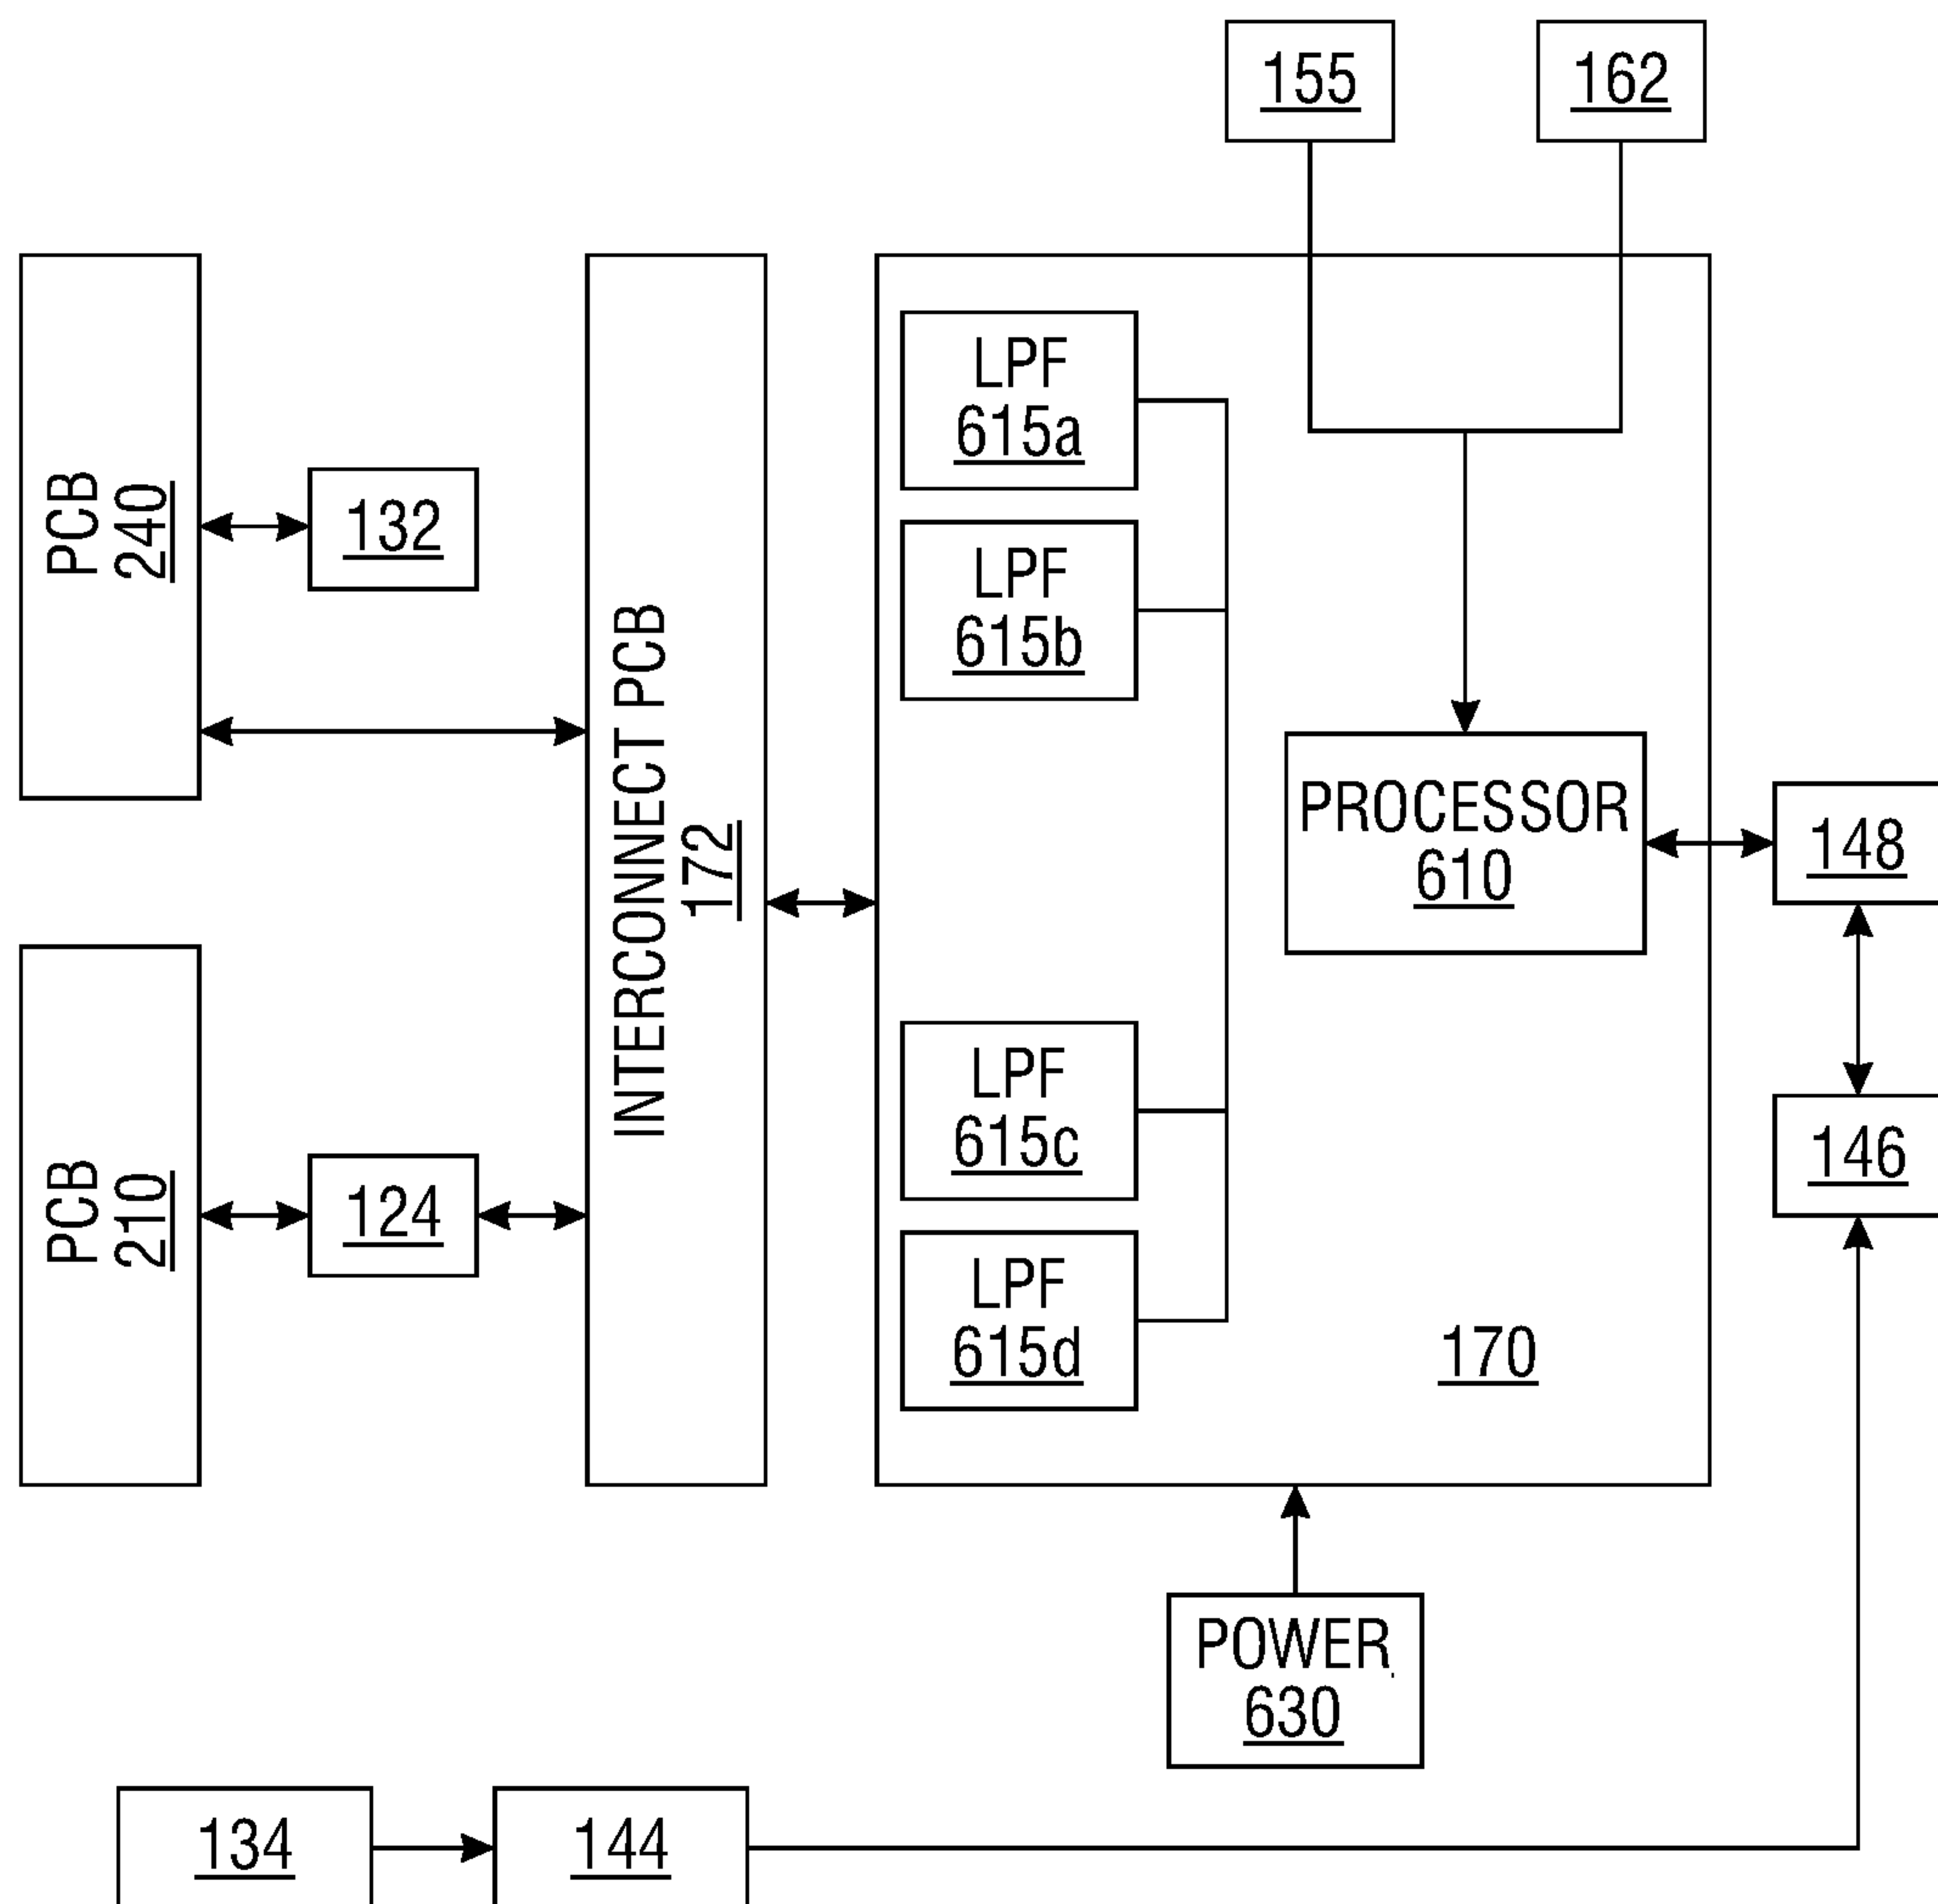 155
162
PCB
240
132
LPF
615a
LPF
615b
INTERCONNECT PCB
172
PROCESSOR
610
148
PCB
210
124
LPF
615c
146
LPF
615d
170
POWER
630
134
144